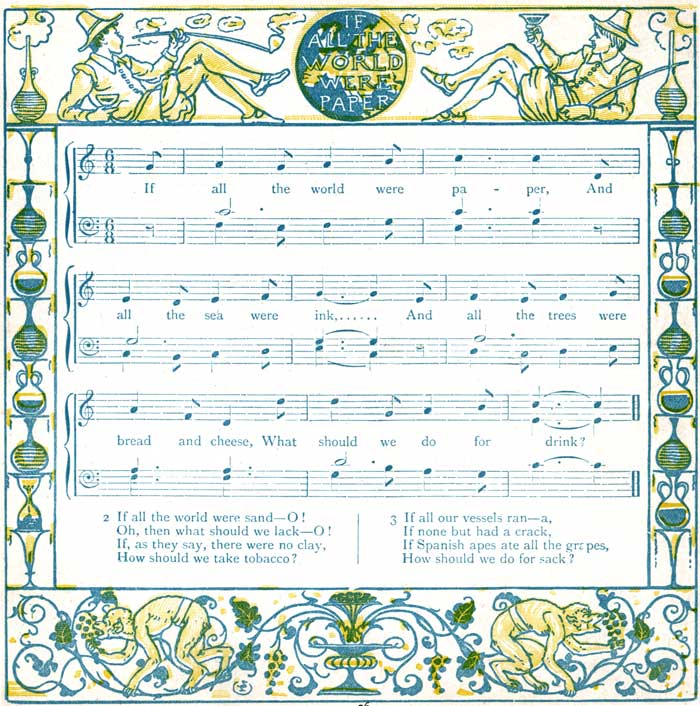 IF
ALL THE
WORLD
WERE
PAPER
6 8
If all the world were pa - per, And
6 8
all the sea were ink,...... And all the trees were
bread and cheese, What should we do for drink?
2 If all the world were sand—O!
Oh, then what should we lack—O!
If, as they say, there were no clay,
How should we take tobacco?
3 If all our vessels ran—a,
If none but had a crack,
If Spanish apes ate all the grapes,
How should we do for sack?